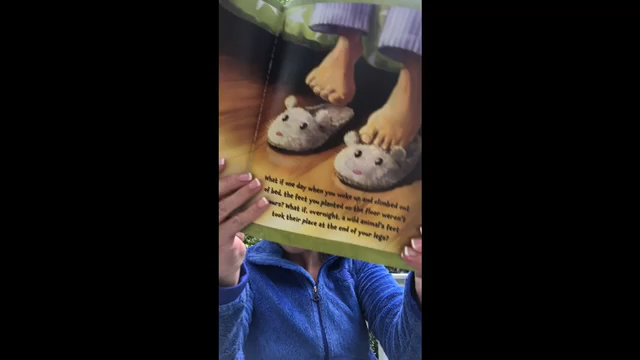 What if one day when you woke up and climbed out
of bed, the feet you planted on the floor weren't
yours? What if, overnight, a wild animal's feet
took their place at the end of your legs?